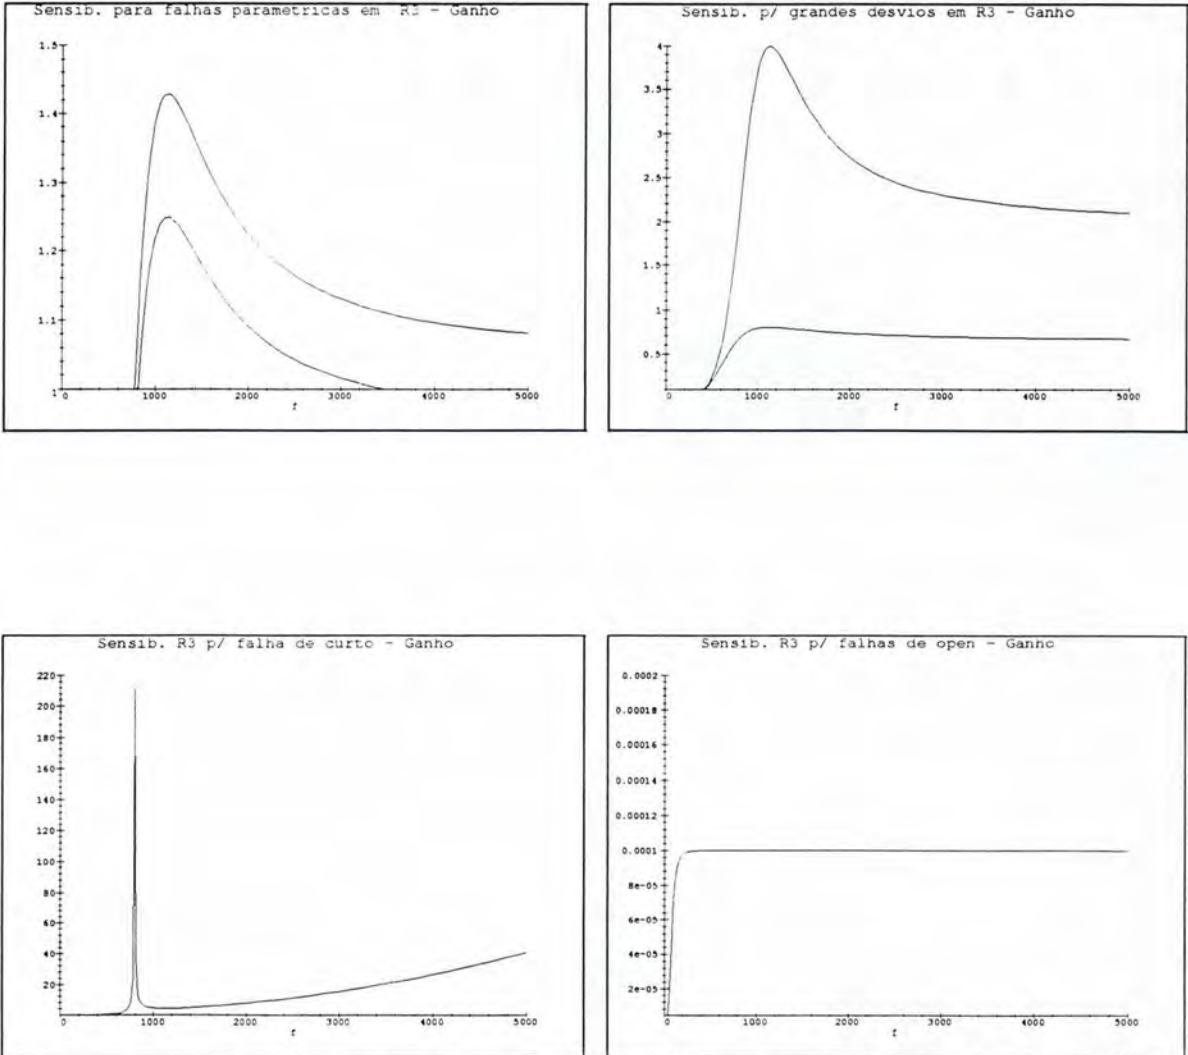 Sensib. para falhas parametricas em R3 - Ganho
1.5
1.4
1.3
1.2
1.1
1
0 1000 2000 3000 4000 5000
f
Sensib. p/ grandes desvios em R3 - Ganho
4
3.5
3
2.5
2
1.5
1
0.5
0 1000 2000 3000 4000 5000
f
Sensib. R3 p/ falha de curto - Ganho
220
200
180
160
140
120
100
80
60
40
20
0 1000 2000 3000 4000 5000
f
Sensib. R3 p/ falhas de open - Ganho
0.0002
0.00018
0.00016
0.00014
0.00012
0.0001
8e-05
6e-05
4e-05
2e-05
0 1000 2000 3000 4000 5000
f